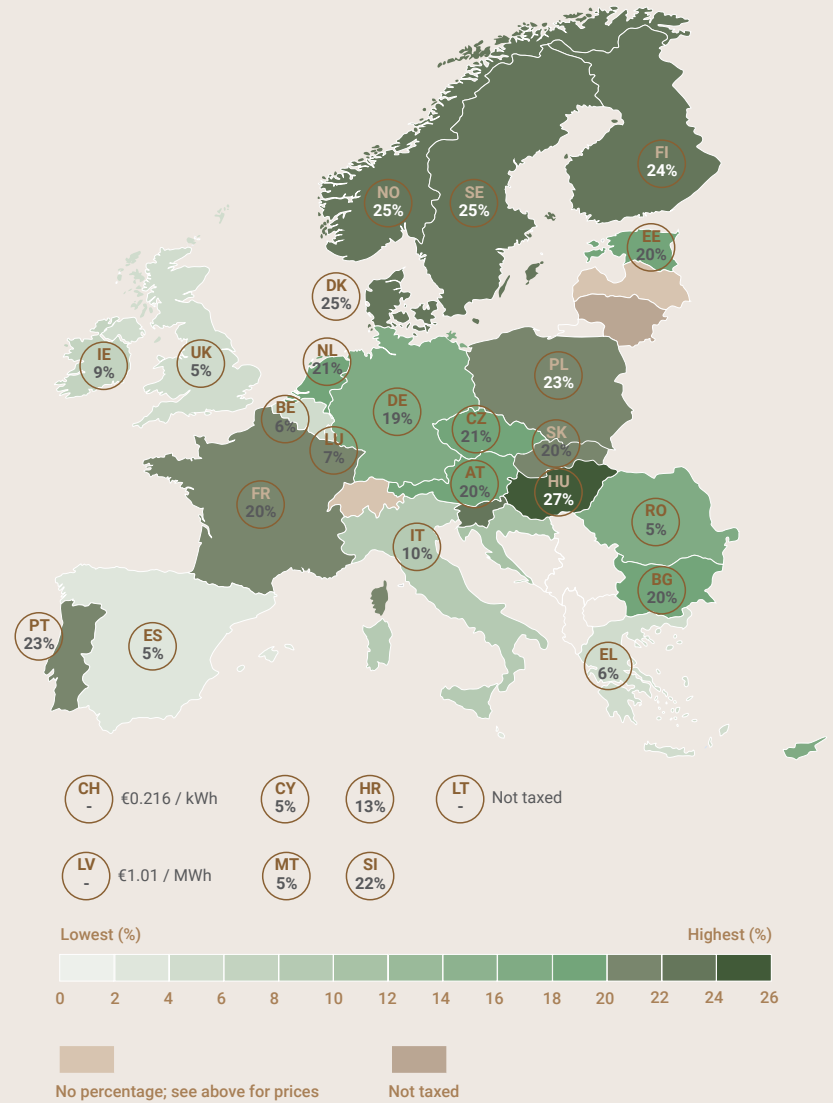 FI
24%
NO
25%
SE
25%
EE
20%
DK
25%
IE
9%
UK
5%
NL
21%
PL
23%
BE
6%
DE
19%
CZ
21%
LU
7%
SK
20%
AT
20%
HU
27%
FR
20%
RO
5%
IT
10%
BG
20%
PT
23%
ES
5%
EL
6%
CH
-
€0.216 / kWh
CY
5%
HR
13%
LT
-
Not taxed
LV
-
€1.01 / MWh
MT
5%
SI
22%
Lowest (%)
Highest (%)
0 2 4 6 8 10 12 14 16 18 20 22 24 26
No percentage; see above for prices
Not taxed